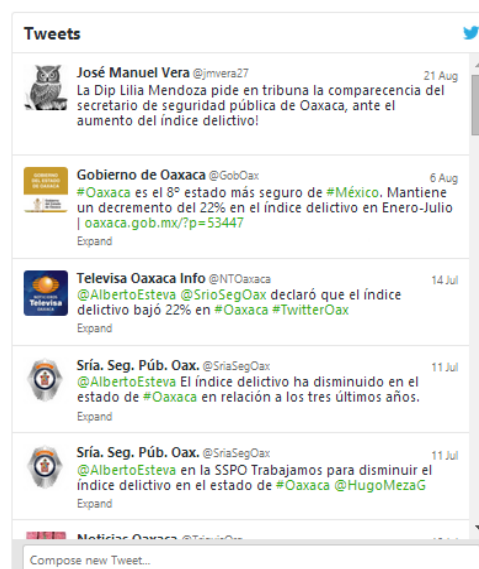 Tweets
José Manuel Vera @jmvera27 21 Aug
La Dip Lilia Mendoza pide en tribuna la comparecencia del
secretario de seguridad pública de Oaxaca, ante el
aumento del índice delictivo!
Gobierno de Oaxaca @GobOax 6 Aug
#Oaxaca es el 8° estado más seguro de #México. Mantiene
un decremento del 22% en el índice delictivo en Enero-Julio
| oaxaca.gob.mx/?p=53447
Expand
Televisa Oaxaca Info @NTOaxaca 14 Jul
@AlbertoEsteva @SrioSegOax declaró que el índice
delictivo bajó 22% en #Oaxaca #TwitterOax
Expand
Sría. Seg. Púb. Oax. @SriaSegOax 11 Jul
@AlbertoEsteva El índice delictivo ha disminuido en el
estado de #Oaxaca en relación a los tres últimos años.
Expand
Sría. Seg. Púb. Oax. @SriaSegOax 11 Jul
@AlbertoEsteva en la SSPO Trabajamos para disminuir el
índice delictivo en el estado de #Oaxaca @HugoMezaG
Expand
Noticias Oaxaca
Compose new Tweet...